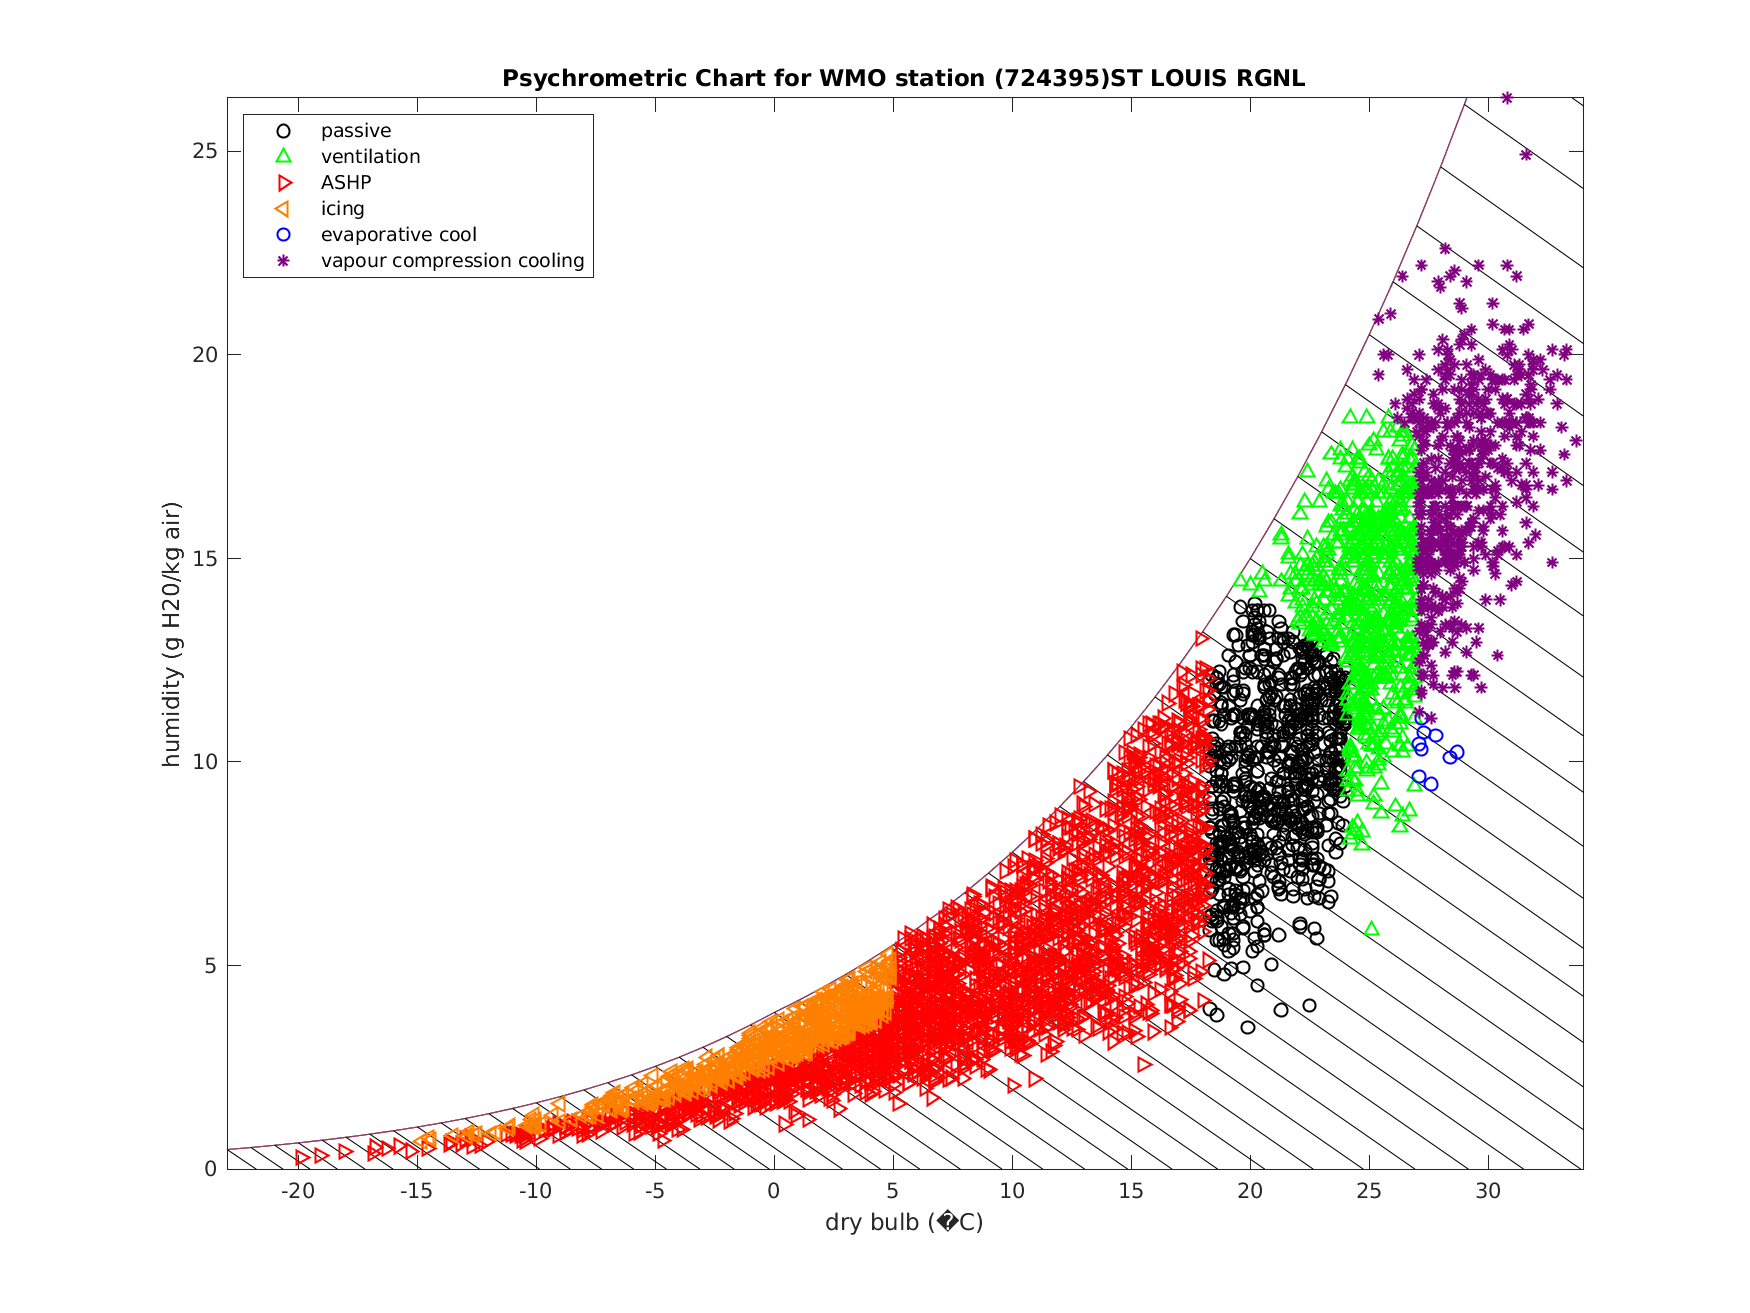 Psychrometric Chart for WMO station (724395)ST LOUIS RGNL
passive
ventilation
ASHP
icing
evaporative cool
vapour compression cooling
25
20
15
10
5
0
humidity (g H20/kg air)
-20 -15 -10 -5 0 5 10 15 20 25 30
dry bulb (�C)